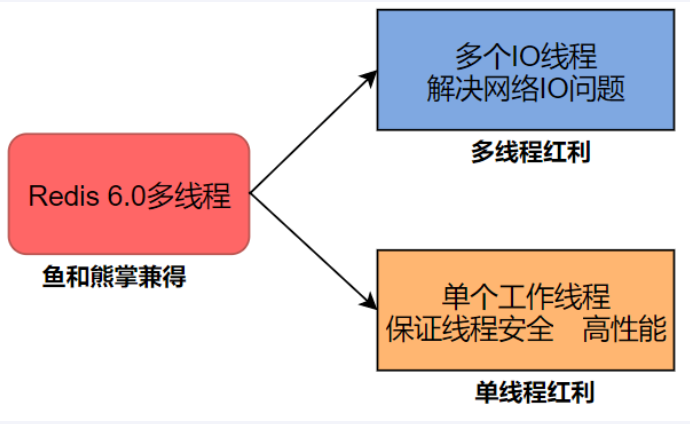 Redis 6.0多线程
鱼和熊掌兼得
多个IO线程
解决网络IO问题
多线程红利
单个工作线程
保证线程安全　高性能
单线程红利